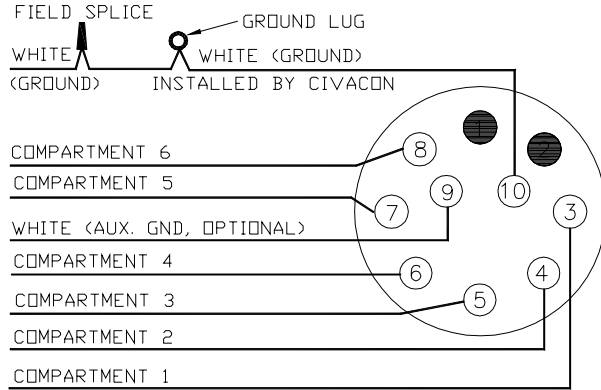 FIELD SPLICE
GROUND LUG
WHITE
WHITE (GROUND)
(GROUND)
INSTALLED BY CIVACON
1
2
COMPARTMENT 6
8
COMPARTMENT 5
9
10
7
3
WHITE (AUX. GND, OPTIONAL)
COMPARTMENT 4
6
4
COMPARTMENT 3
5
COMPARTMENT 2
COMPARTMENT 1